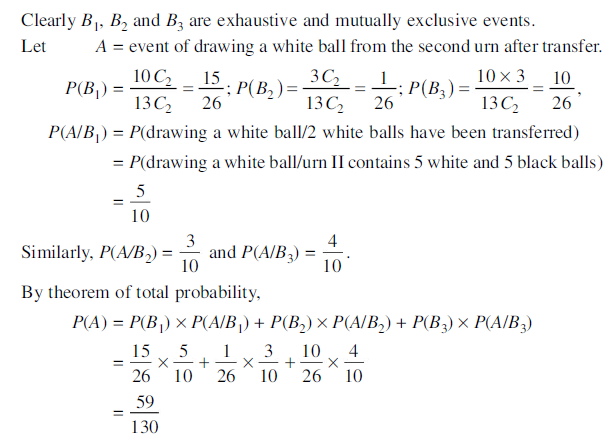 Clearly B₁, B₂ and B₃ are exhaustive and mutually exclusive events.
Let A = event of drawing a white ball from the second urn after transfer.
P(B₁) = 10C₂/13C₂ = 15/26; P(B₂) = 3C₂/13C₂ = 1/26; P(B₃) = 10 × 3/13C₂ = 10/26,
P(A/B₁) = P(drawing a white ball/2 white balls have been transferred)
= P(drawing a white ball/urn II contains 5 white and 5 black balls)
= 5/10
Similarly, P(A/B₂) = 3/10 and P(A/B₃) = 4/10.
By theorem of total probability,
P(A) = P(B₁) × P(A/B₁) + P(B₂) × P(A/B₂) + P(B₃) × P(A/B₃)
= 15/26 × 5/10 + 1/26 × 3/10 + 10/26 × 4/10
= 59/130